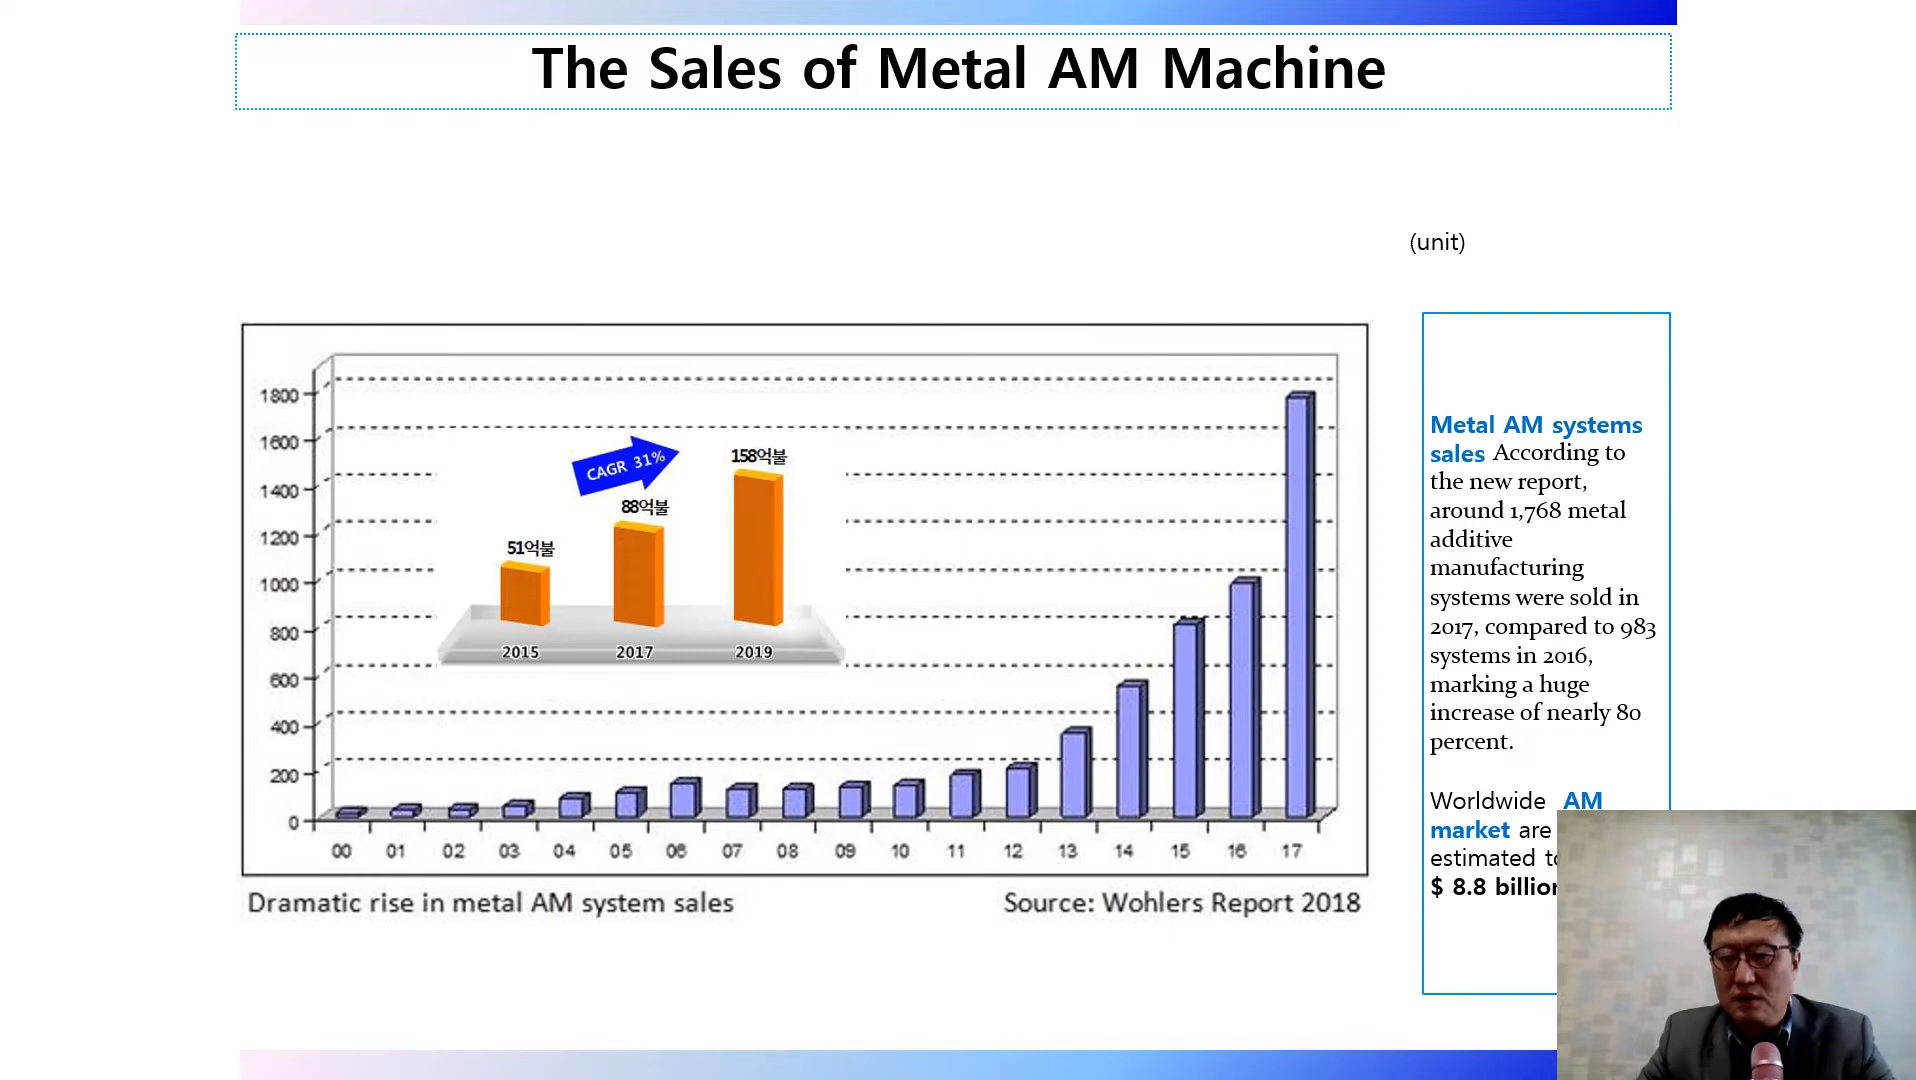 The Sales of Metal AM Machine
(unit)
1800
1600
1400
1200
1000
800
600
400
200
0
CAGR 31%
158억불
88억불
51억불
2015 2017 2019
00 01 02 03 04 05 06 07 08 09 10 11 12 13 14 15 16 17
Dramatic rise in metal AM system sales Source: Wohlers Report 2018
Metal AM systems
sales According to
the new report,
around 1,768 metal
additive
manufacturing
systems were sold in
2017, compared to 983
systems in 2016,
marking a huge
increase of nearly 80
percent.
Worldwide AM
market are
estimated
$ 8.8 billion